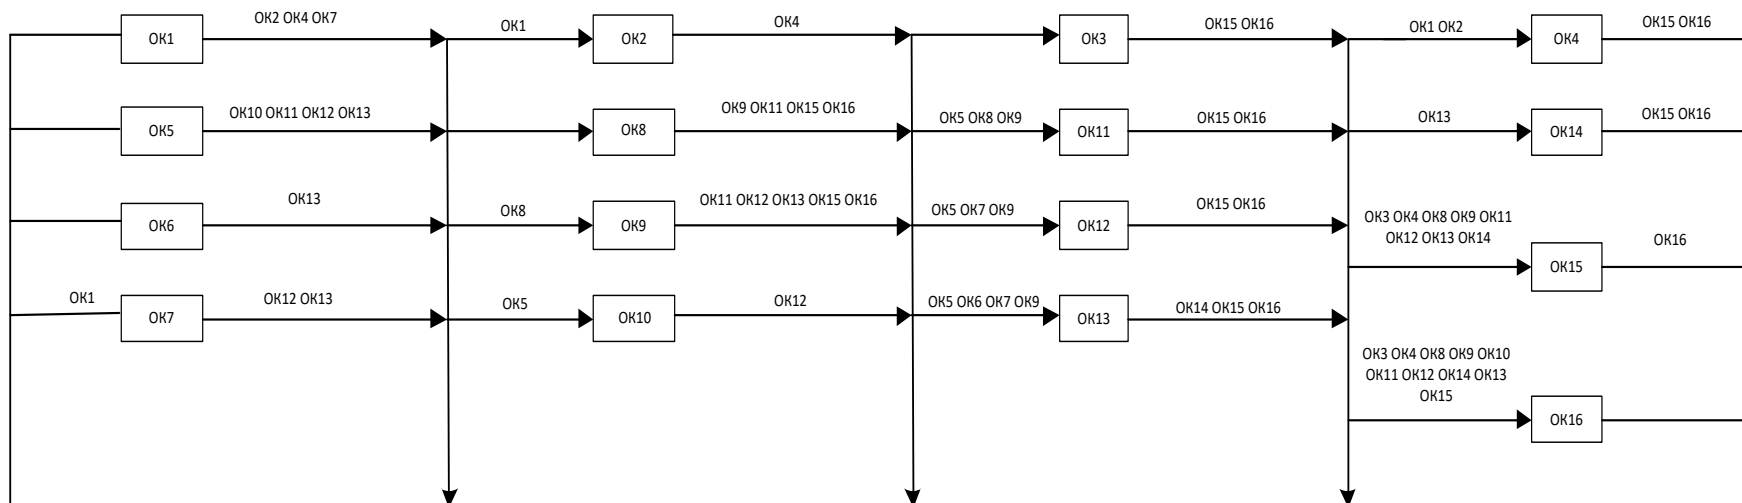 ОК1
ОК2 ОК4 ОК7
ОК1
ОК2
ОК4
ОК3
ОК15 ОК16
ОК1 ОК2
ОК4
ОК15 ОК16
ОК5
ОК10 ОК11 ОК12 ОК13
ОК8
ОК9 ОК11 ОК15 ОК16
ОК5 ОК8 ОК9
ОК11
ОК15 ОК16
ОК13
ОК14
ОК15 ОК16
ОК6
ОК13
ОК8
ОК9
ОК11 ОК12 ОК13 ОК15 ОК16
ОК5 ОК7 ОК9
ОК12
ОК15 ОК16
ОК3 ОК4 ОК8 ОК9 ОК11
ОК12 ОК13 ОК14
ОК15
ОК16
ОК1
ОК7
ОК12 ОК13
ОК5
ОК10
ОК12
ОК5 ОК6 ОК7 ОК9
ОК13
ОК14 ОК15 ОК16
ОК3 ОК4 ОК8 ОК9 ОК10
ОК11 ОК12 ОК14 ОК13
ОК15
ОК16